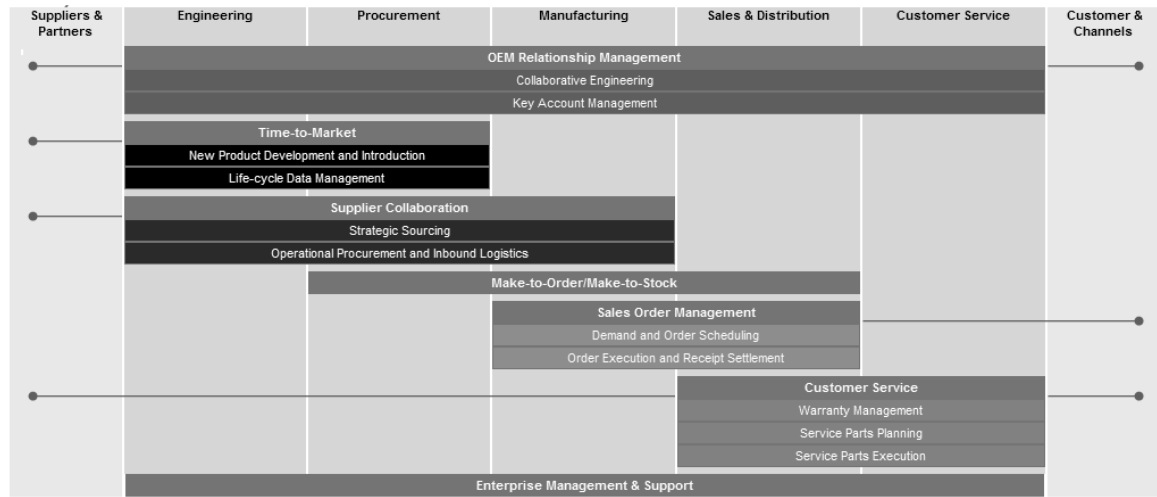 Suppliers & Partners
Engineering
Procurement
Manufacturing
Sales & Distribution
Customer Service
Customer & Channels
OEM Relationship Management
Collaborative Engineering
Key Account Management
Time-to-Market
New Product Development and Introduction
Life-cycle Data Management
Supplier Collaboration
Strategic Sourcing
Operational Procurement and Inbound Logistics
Make-to-Order/Make-to-Stock
Sales Order Management
Demand and Order Scheduling
Order Execution and Receipt Settlement
Customer Service
Warranty Management
Service Parts Planning
Service Parts Execution
Enterprise Management & Support